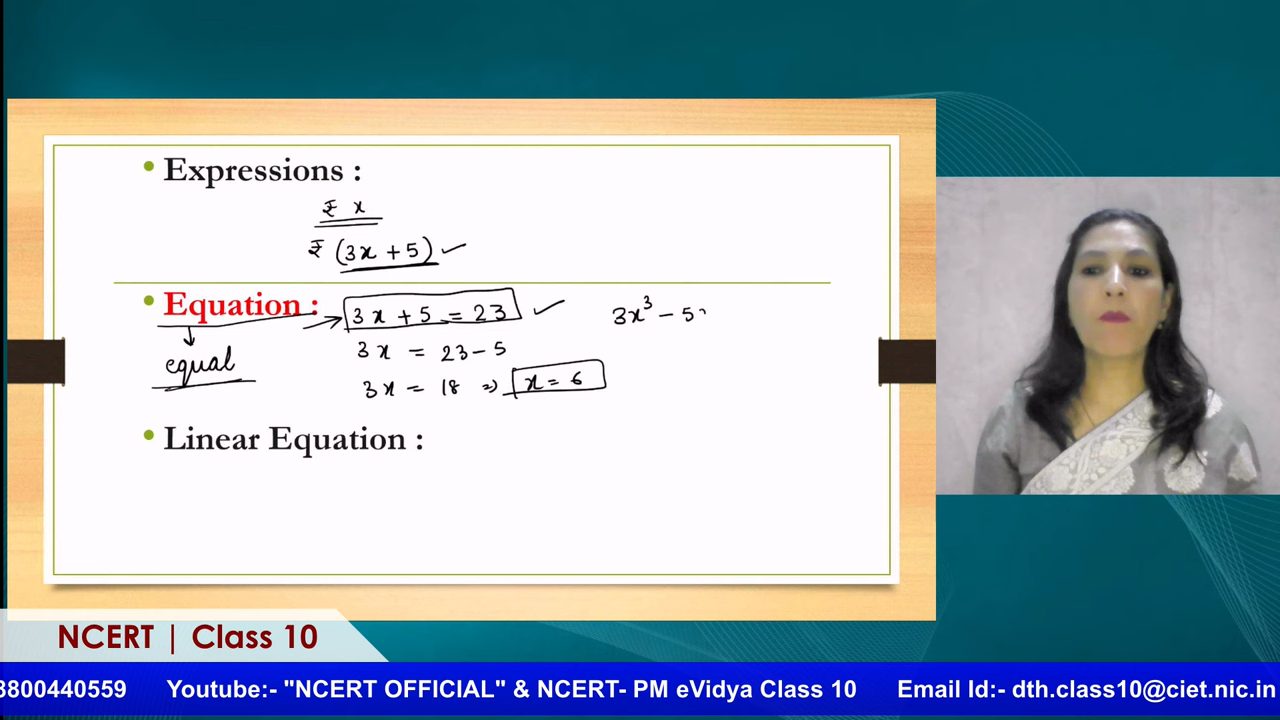 • Expressions :
₹ x
₹ (3x + 5) ✓
• Equation : 3x + 5 = 23 ✓ 3x³ - 5
equal
3x = 23 - 5
3x = 18 ⇒ x = 6
• Linear Equation :
NCERT | Class 10
8800440559 Youtube:- "NCERT OFFICIAL" & NCERT- PM eVidya Class 10 Email Id:- dth.class10@ciet.nic.in